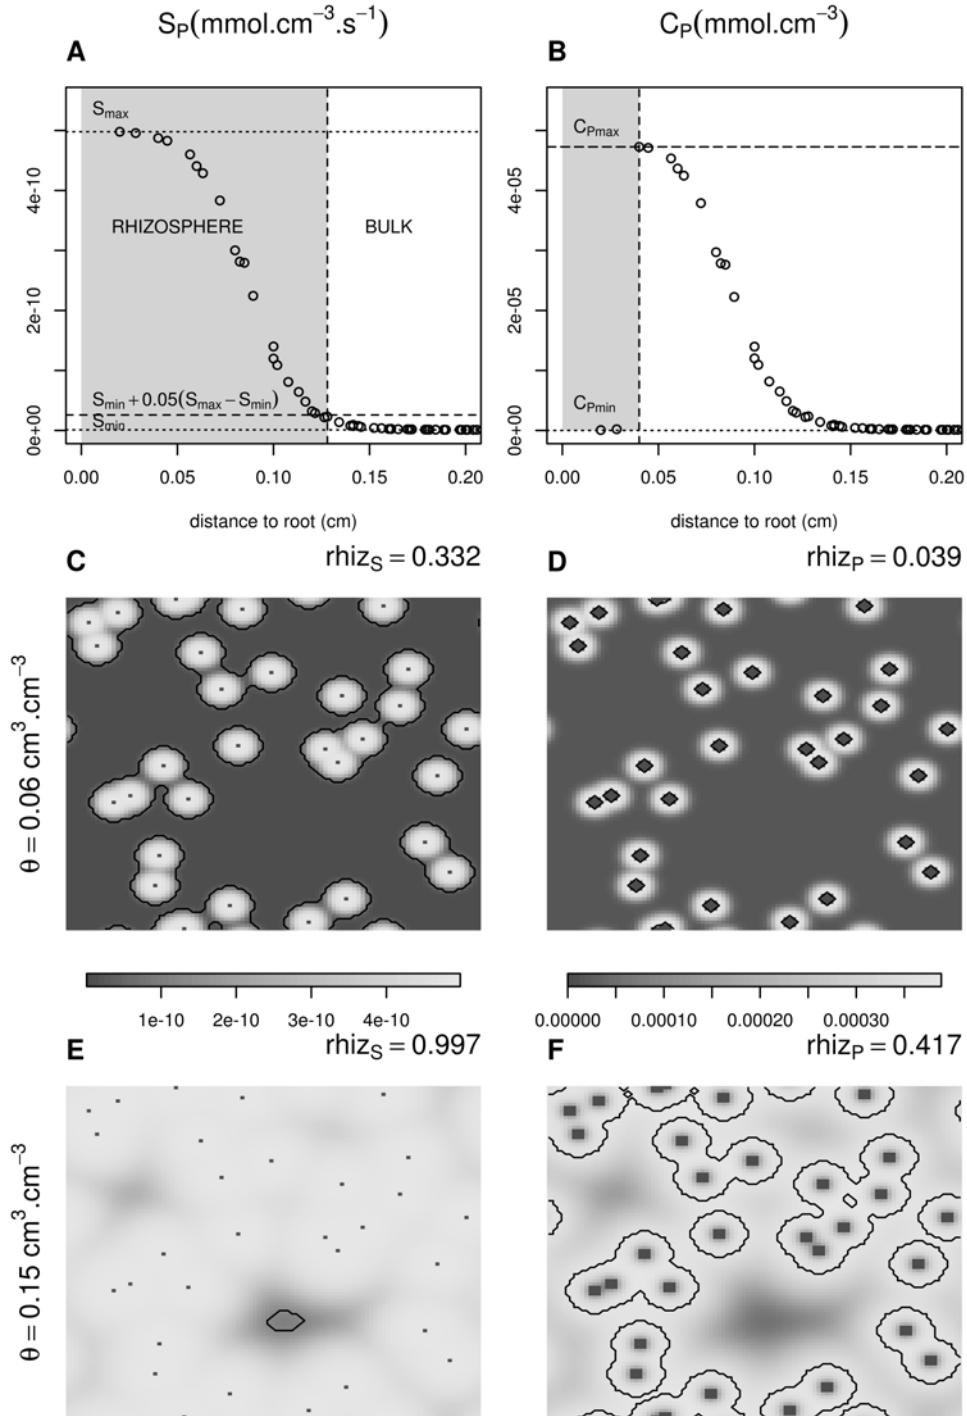 S_P(mmol.cm⁻³.s⁻¹)
C_P(mmol.cm⁻³)
A
B
S_max
RHIZOSPHERE
BULK
S_min + 0.05(S_max − S_min)
S_min
0e+00
2e-10
4e-10
0.00 0.05 0.10 0.15 0.20
distance to root (cm)
C_Pmax
C_Pmin
0e+00
2e-05
4e-05
0.00 0.05 0.10 0.15 0.20
distance to root (cm)
C
rhiz_S = 0.332
D
rhiz_P = 0.039
θ = 0.06 cm³.cm⁻³
1e-10 2e-10 3e-10 4e-10
0.00000 0.00010 0.00020 0.00030
E
rhiz_S = 0.997
F
rhiz_P = 0.417
θ = 0.15 cm³.cm⁻³